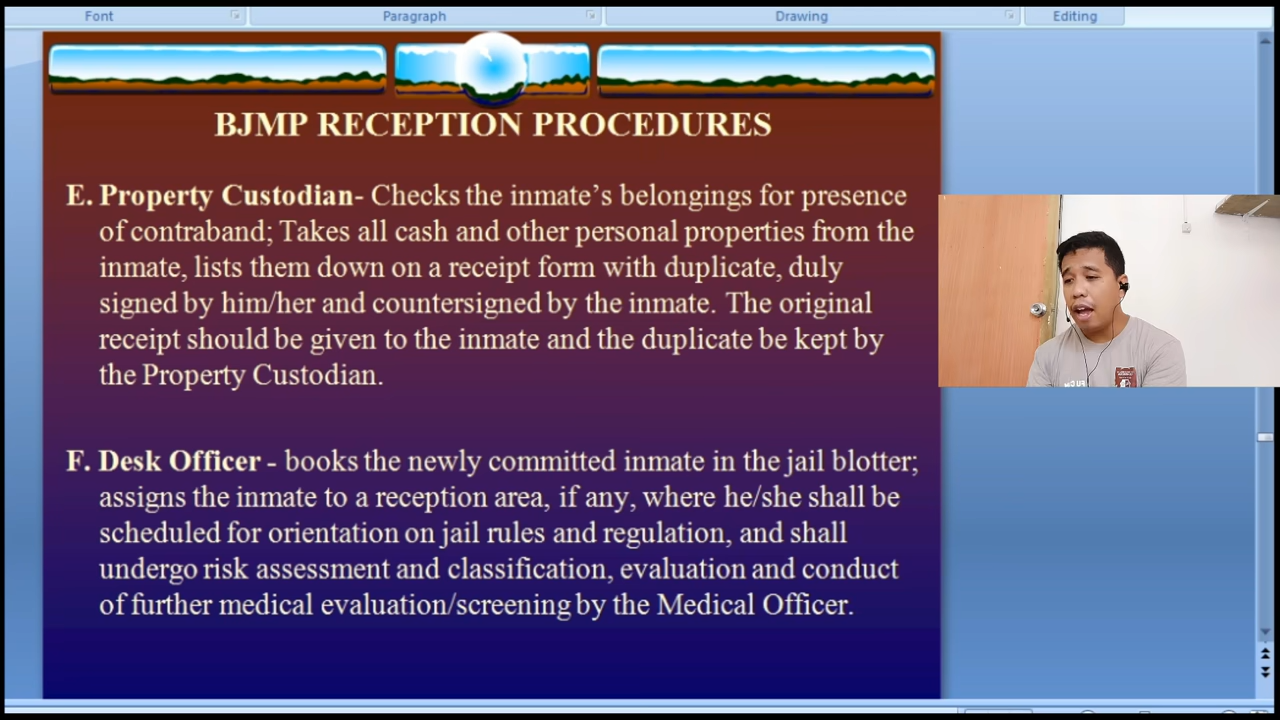 Font Paragraph Drawing Editing
BJMP RECEPTION PROCEDURES
E. Property Custodian- Checks the inmate’s belongings for presence
of contraband; Takes all cash and other personal properties from the
inmate, lists them down on a receipt form with duplicate, duly
signed by him/her and countersigned by the inmate. The original
receipt should be given to the inmate and the duplicate be kept by
the Property Custodian.
F. Desk Officer - books the newly committed inmate in the jail blotter;
assigns the inmate to a reception area, if any, where he/she shall be
scheduled for orientation on jail rules and regulation, and shall
undergo risk assessment and classification, evaluation and conduct
of further medical evaluation/screening by the Medical Officer.